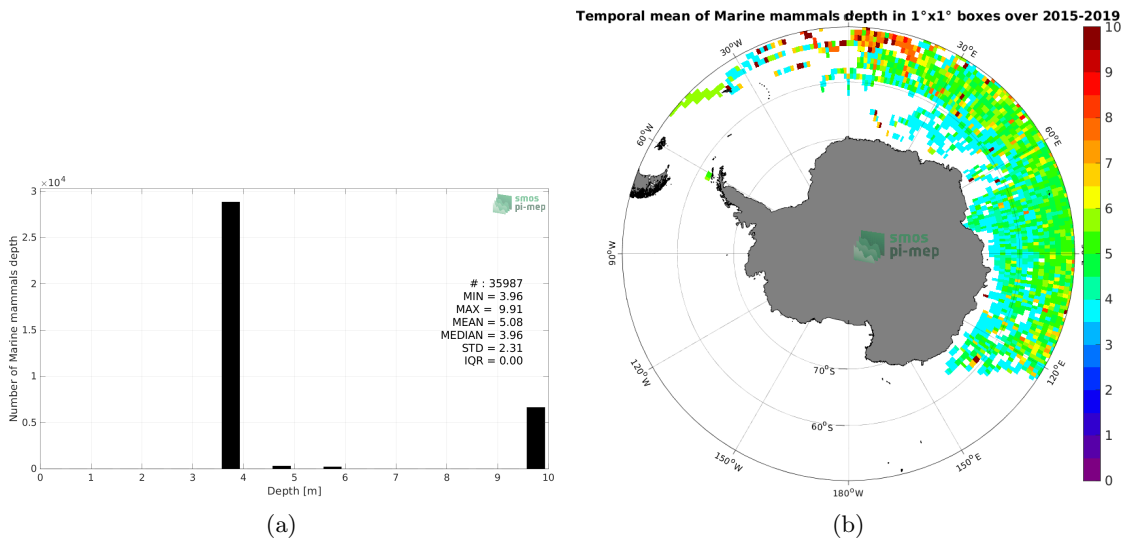 Temporal mean of Marine mammals depth in 1°x1° boxes over 2015-2019
×10⁴
3
2.5
2
1.5
1
0.5
0
Number of Marine mammals depth
smos
pi-mep
# : 35987
MIN = 3.96
MAX = 9.91
MEAN = 5.08
MEDIAN = 3.96
STD = 2.31
IQR = 0.00
0 1 2 3 4 5 6 7 8 9 10
Depth [m]
(a)
30°W
30°E
60°W
60°E
90°W
smos
pi-mep
120°W
120°E
70°S
60°S
150°W
150°E
180°W
10
9
8
7
6
5
4
3
2
1
0
(b)